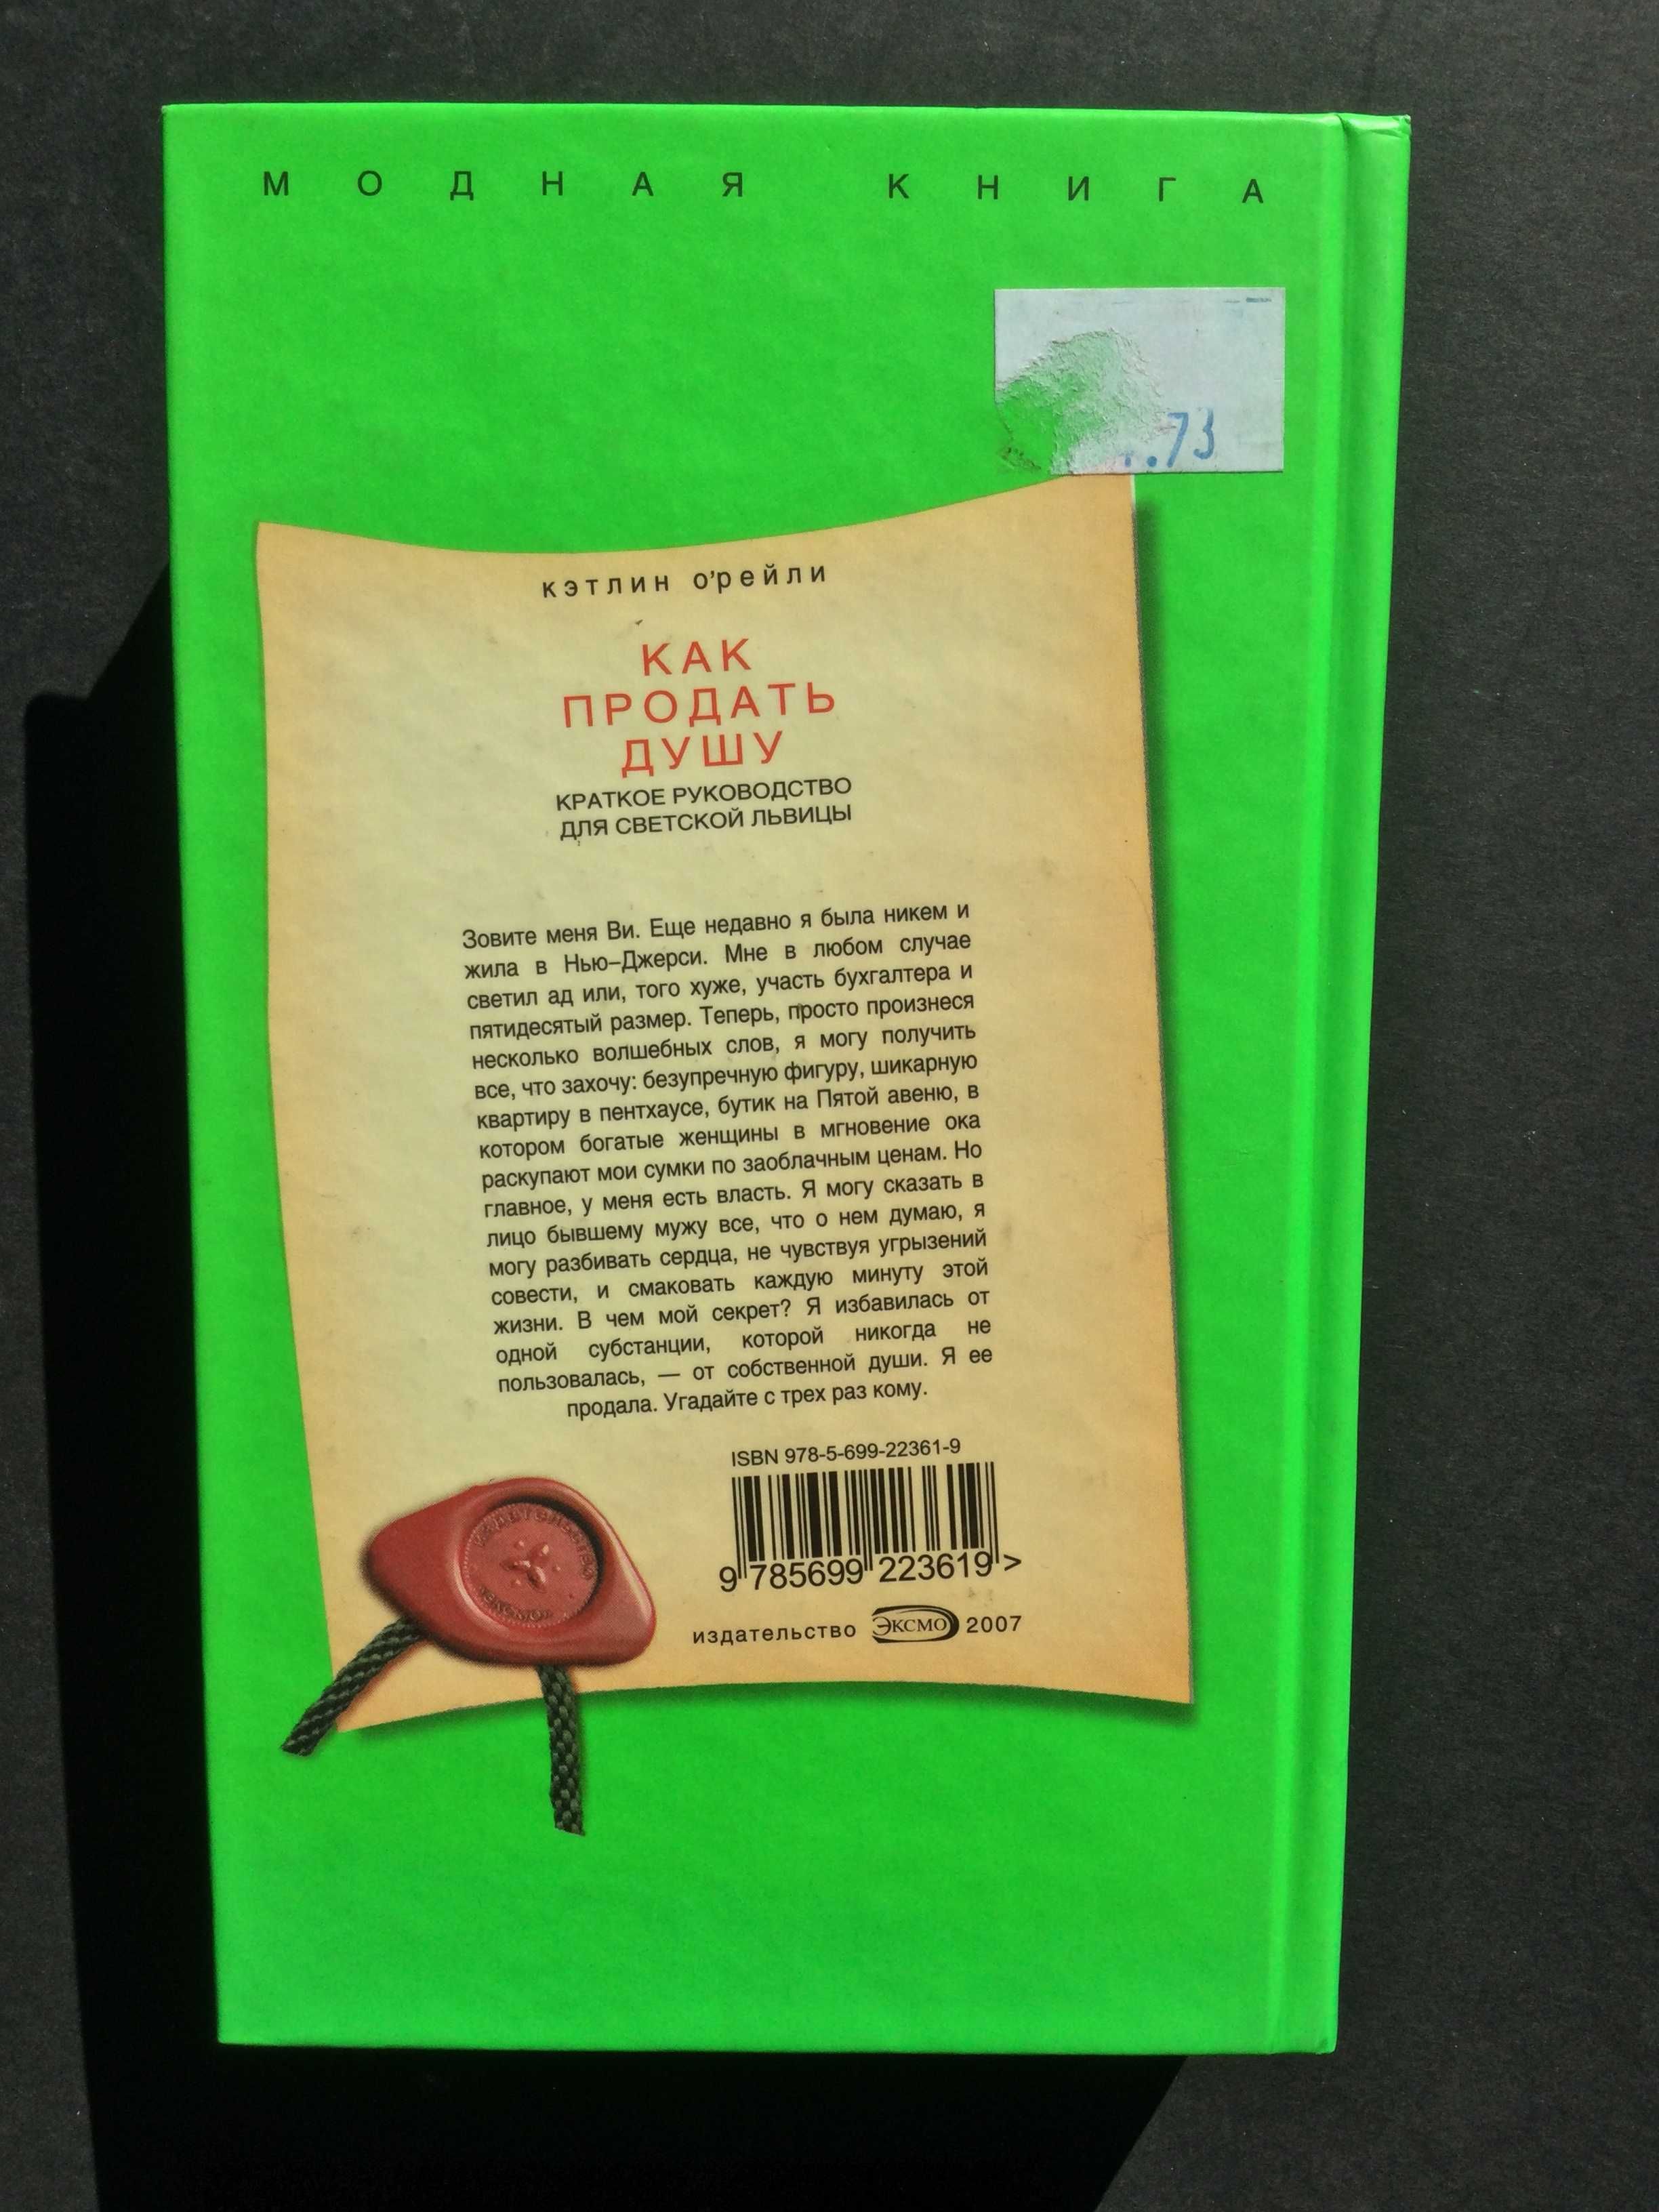 МОДНАЯ КНИГА
.73
кэтлин о'рейли
КАК
ПРОДАТЬ
ДУШУ
КРАТКОЕ РУКОВОДСТВО
ДЛЯ СВЕТСКОЙ ЛЬВИЦЫ
Зовите меня Ви. Еще недавно я была никем и
жила в Нью–Джерси. Мне в любом случае
светил ад или, того хуже, участь бухгалтера и
пятидесятый размер. Теперь, просто произнеся
несколько волшебных слов, я могу получить
все, что захочу: безупречную фигуру, шикарную
квартиру в пентхаусе, бутик на Пятой авеню, в
котором богатые женщины в мгновение ока
раскупают мои сумки по заоблачным ценам. Но
главное, у меня есть власть. Я могу сказать в
лицо бывшему мужу все, что о нем думаю, я
могу разбивать сердца, не чувствуя угрызений
совести, и смаковать каждую минуту этой
жизни. В чем мой секрет? Я избавилась от
одной субстанции, которой никогда не
пользовалась, — от собственной души. Я ее
продала. Угадайте с трех раз кому.
ISBN 978-5-699-22361-9
9 785699 223619 >
ИЗДАТЕЛЬСТВО
«ЭКСМО»
издательство ЭКСМО 2007